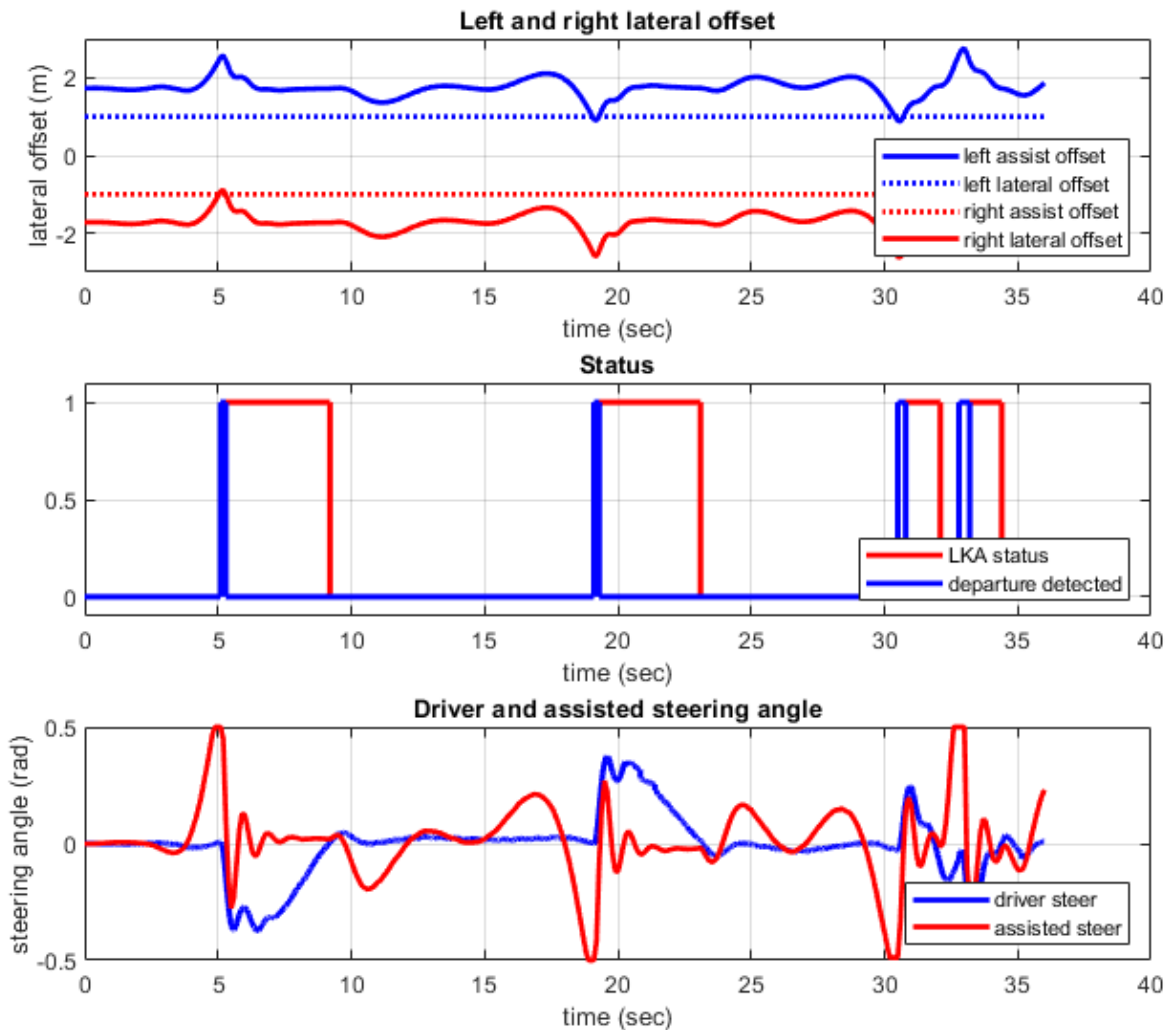 Left and right lateral offset
lateral offset (m)
2
0
-2
left assist offset
left lateral offset
right assist offset
right lateral offset
0 5 10 15 20 25 30 35 40
time (sec)
Status
1
0.5
0
LKA status
departure detected
0 5 10 15 20 25 30 35 40
time (sec)
Driver and assisted steering angle
steering angle (rad)
0.5
0
-0.5
driver steer
assisted steer
0 5 10 15 20 25 30 35 40
time (sec)